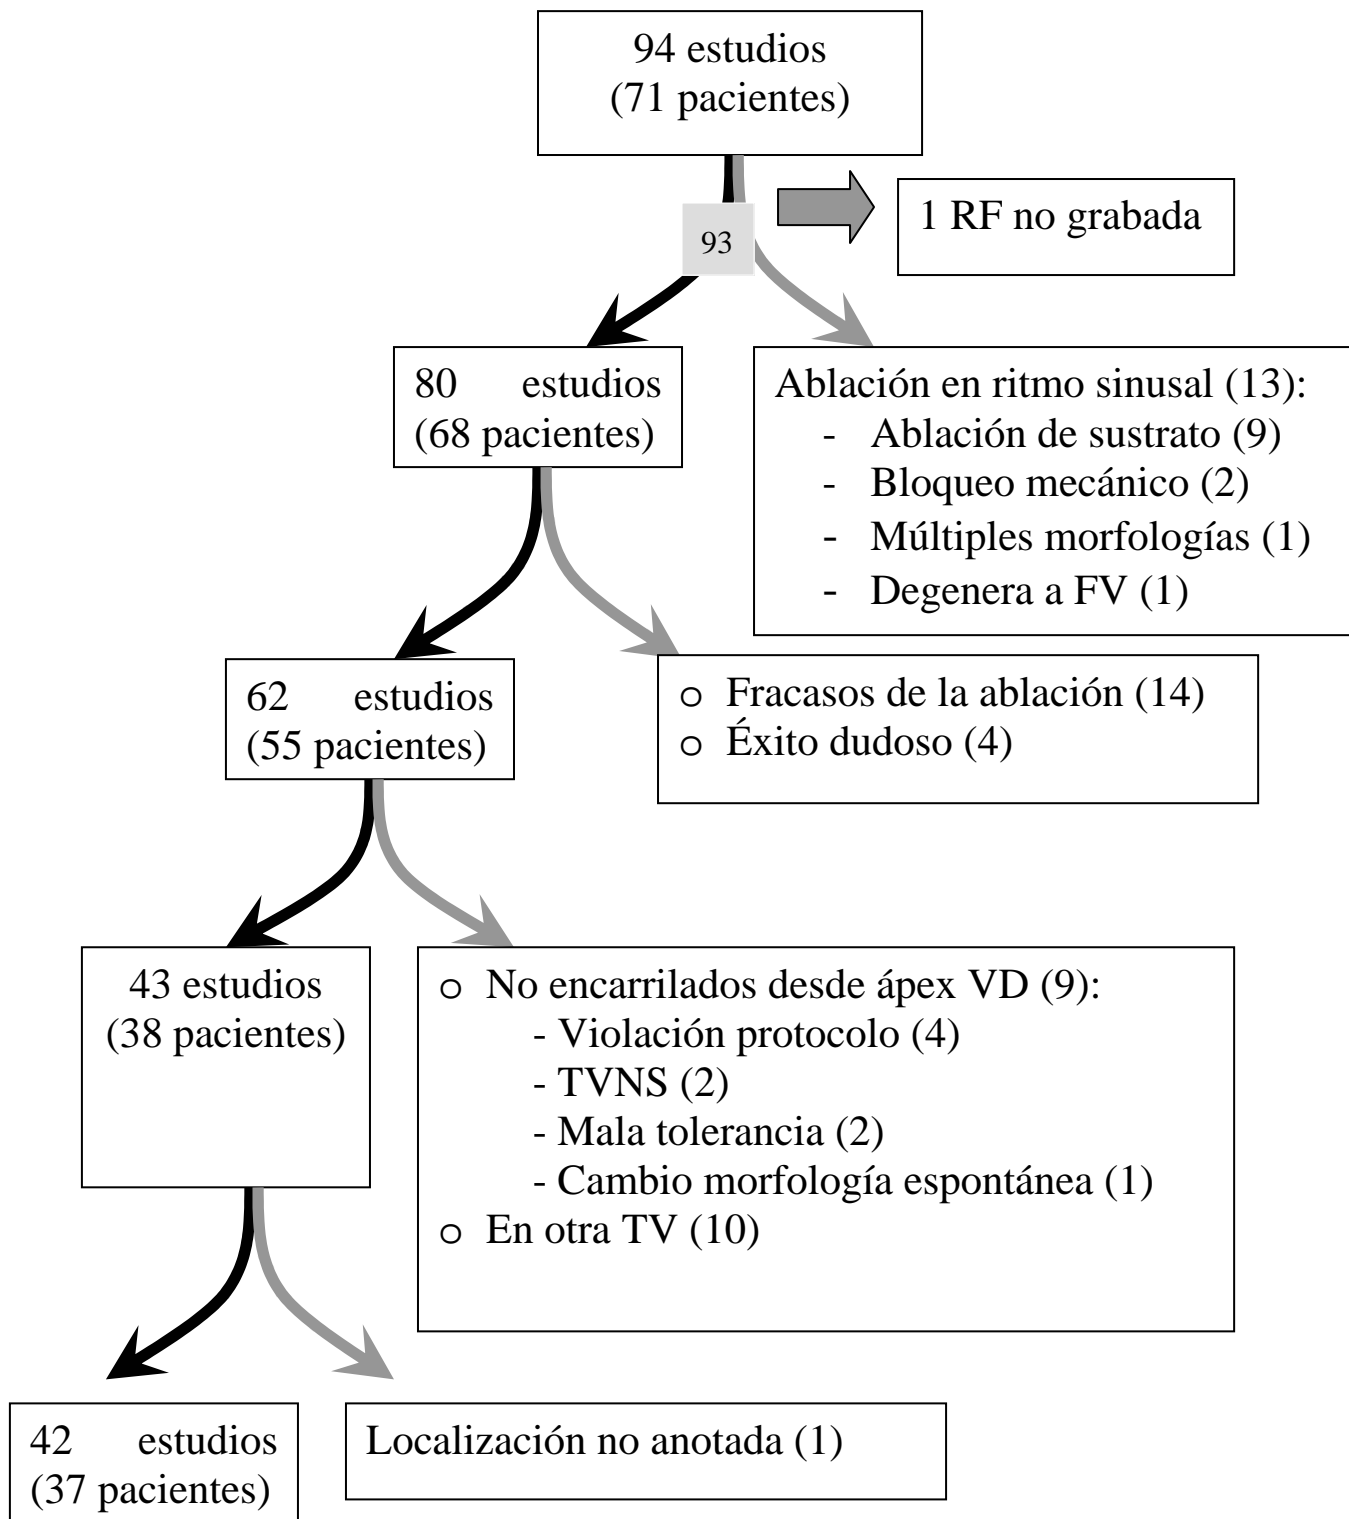 94 estudios
(71 pacientes)
1 RF no grabada
93
80 estudios
(68 pacientes)
Ablación en ritmo sinusal (13):
- Ablación de sustrato (9)
- Bloqueo mecánico (2)
- Múltiples morfologías (1)
- Degenera a FV (1)
62 estudios
(55 pacientes)
o Fracasos de la ablación (14)
o Éxito dudoso (4)
43 estudios
(38 pacientes)
o No encarrilados desde ápex VD (9):
- Violación protocolo (4)
- TVNS (2)
- Mala tolerancia (2)
- Cambio morfología espontánea (1)
o En otra TV (10)
42 estudios
(37 pacientes)
Localización no anotada (1)